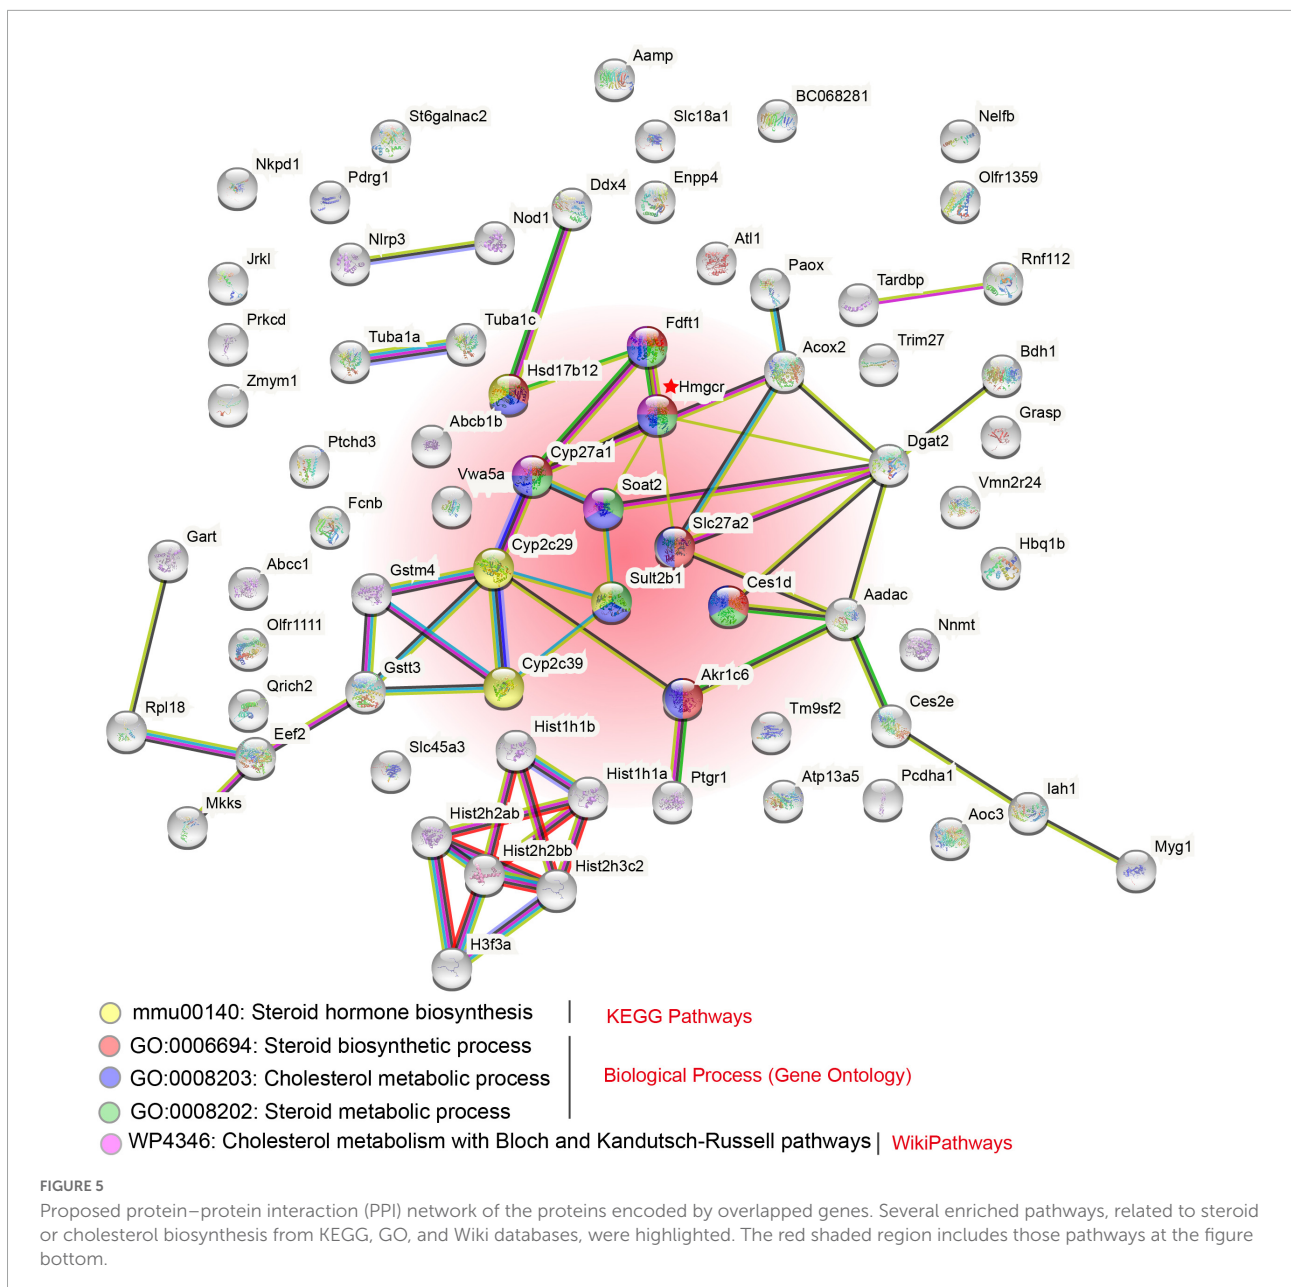 Aamp
BC068281
St6galnac2
Slc18a1
Nelfb
Nkpd1
Pdrg1
Ddx4
Enpp4
Olfr1359
Nod1
Nlrp3
Atl1
Jrkl
Paox
Tardbp
Rnf112
Prkcd
Tuba1a
Tuba1c
Fdft1
Trim27
Acox2
Bdh1
Hsd17b12
Zmym1
Hmgcr
Grasp
Abcb1b
Ptchd3
Cyp27a1
Dgat2
Vwa5a
Soat2
Vmn2r24
Fcnb
Slc27a2
Gart
Cyp2c29
Hbq1b
Abcc1
Gstm4
Sult2b1
Ces1d
Aadac
Olfr1111
Nnmt
Gstt3
Cyp2c39
Akr1c6
Qrich2
Rpl18
Eef2
Tm9sf2
Ces2e
Hist1h1b
Slc45a3
Hist1h1a
Ptgr1
Atp13a5
Pcdha1
Iah1
Mkks
Hist2h2ab
Aoc3
Hist2h2bb
Hist2h3c2
Myg1
H3f3a
mmu00140: Steroid hormone biosynthesis
KEGG Pathways
GO:0006694: Steroid biosynthetic process
GO:0008203: Cholesterol metabolic process
Biological Process (Gene Ontology)
GO:0008202: Steroid metabolic process
WP4346: Cholesterol metabolism with Bloch and Kandutsch-Russell pathways
WikiPathways
FIGURE 5
Proposed protein–protein interaction (PPI) network of the proteins encoded by overlapped genes. Several enriched pathways, related to steroid
or cholesterol biosynthesis from KEGG, GO, and Wiki databases, were highlighted. The red shaded region includes those pathways at the figure
bottom.